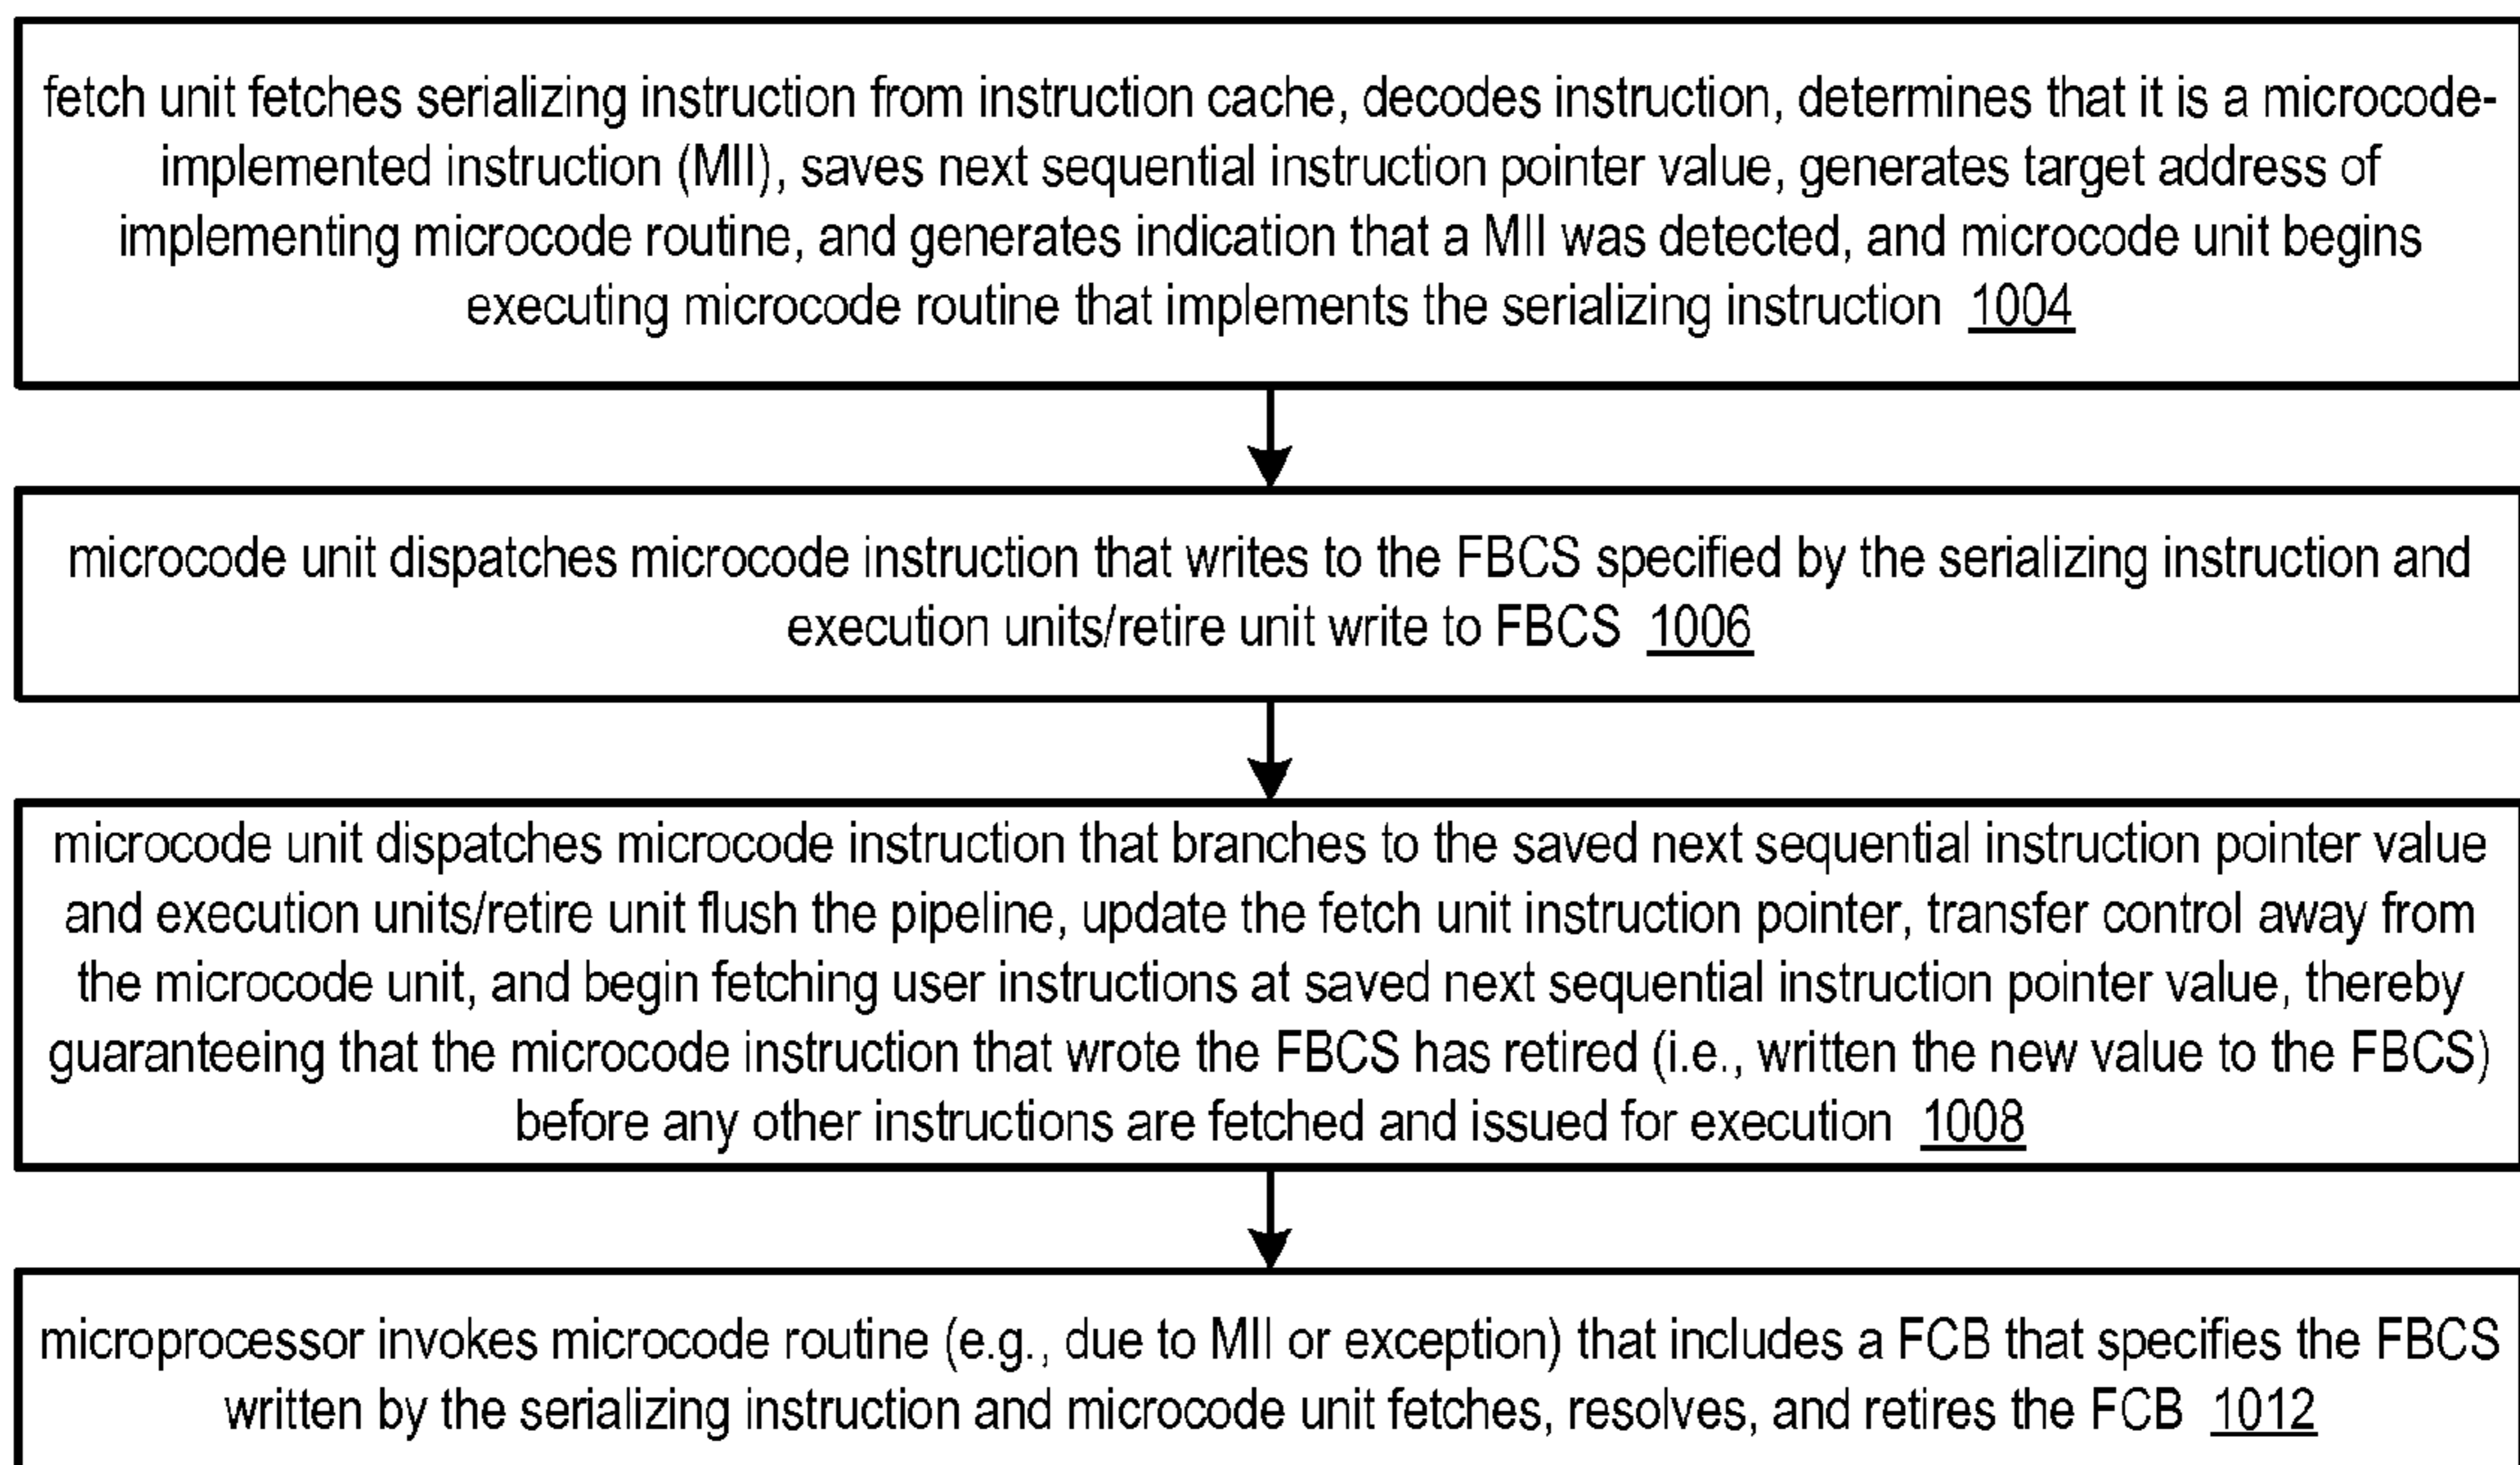 fetch unit fetches serializing instruction from instruction cache, decodes instruction, determines that it is a microcode-
implemented instruction (MII), saves next sequential instruction pointer value, generates target address of
implementing microcode routine, and generates indication that a MII was detected, and microcode unit begins
executing microcode routine that implements the serializing instruction 1004
microcode unit dispatches microcode instruction that writes to the FBCS specified by the serializing instruction and
execution units/retire unit write to FBCS 1006
microcode unit dispatches microcode instruction that branches to the saved next sequential instruction pointer value
and execution units/retire unit flush the pipeline, update the fetch unit instruction pointer, transfer control away from
the microcode unit, and begin fetching user instructions at saved next sequential instruction pointer value, thereby
guaranteeing that the microcode instruction that wrote the FBCS has retired (i.e., written the new value to the FBCS)
before any other instructions are fetched and issued for execution 1008
microprocessor invokes microcode routine (e.g., due to MII or exception) that includes a FCB that specifies the FBCS
written by the serializing instruction and microcode unit fetches, resolves, and retires the FCB 1012